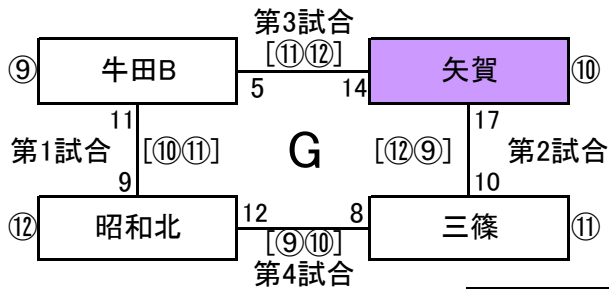 第3試合
[⑪⑫]
⑨ 牛田B 5 14 矢賀 ⑩
11 17
第1試合 [⑩⑪] G [⑫⑨] 第2試合
9 10
⑫ 昭和北 12 8 三篠 ⑪
[⑨⑩]
第4試合